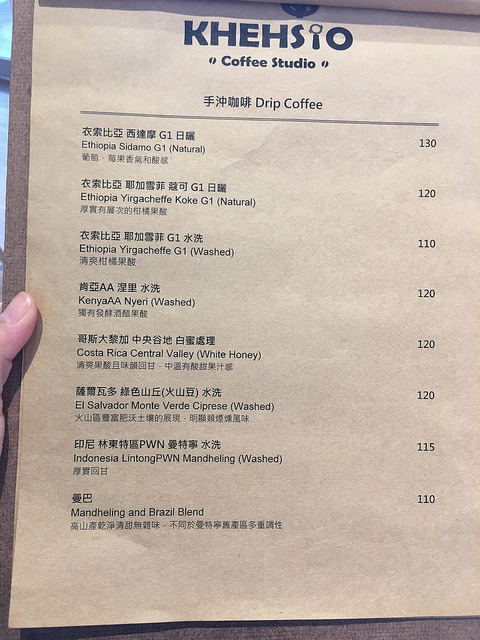 KHEHSIO
Coffee Studio
手沖咖啡 Drip Coffee
衣索比亞 西達摩 G1 日曬 130
Ethiopia Sidamo G1 (Natural)
葡萄、莓果香氣和酸感
衣索比亞 耶加雪菲 蔻可 G1 日曬 120
Ethiopia Yirgacheffe Koke G1 (Natural)
厚實有層次的柑橘果酸
衣索比亞 耶加雪菲 G1 水洗 110
Ethiopia Yirgacheffe G1 (Washed)
清爽柑橘果酸
肯亞AA 涅里 水洗 120
KenyaAA Nyeri (Washed)
獨有發酵酒醋果酸
哥斯大黎加 中央谷地 白蜜處理 120
Costa Rica Central Valley (White Honey)
清爽果酸且味韻回甘，中溫有酸甜果汁感
薩爾瓦多 綠色山丘(火山豆) 水洗 120
El Salvador Monte Verde Ciprese (Washed)
火山區豐富肥沃土壤的展現，明顯類煙燻風味
印尼 林東特區PWN 曼特寧 水洗 115
Indonesia LintongPWN Mandheling (Washed)
厚實回甘
曼巴 110
Mandheling and Brazil Blend
高山產乾淨清甜無雜味，不同於曼特寧舊產區多重調性